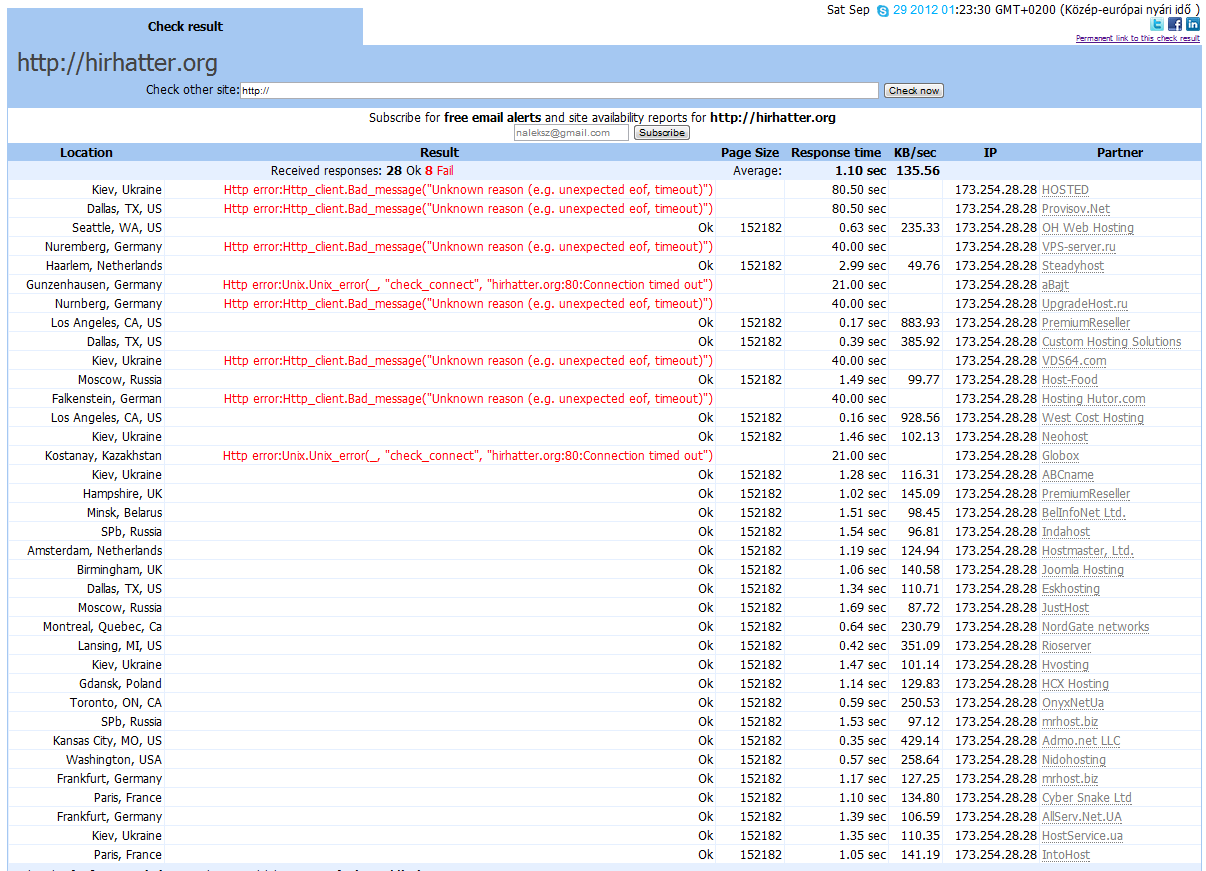 Sat Sep 29 2012 01:23:30 GMT+0200 (Közép-európai nyári idő )
Check result
Permanent link to this check result
http://hirhatter.org
Check other site: http:// Check now
Subscribe for free email alerts and site availability reports for http://hirhatter.org
naleksz@gmail.com Subscribe
Location Result Page Size Response time KB/sec IP Partner
Received responses: 28 Ok 8 Fail Average: 1.10 sec 135.56
Kiev, Ukraine Http error:Http_client.Bad_message("Unknown reason (e.g. unexpected eof, timeout)") 80.50 sec 173.254.28.28 HOSTED
Dallas, TX, US Http error:Http_client.Bad_message("Unknown reason (e.g. unexpected eof, timeout)") 80.50 sec 173.254.28.28 Provisov.Net
Seattle, WA, US Ok 152182 0.63 sec 235.33 173.254.28.28 OH Web Hosting
Nuremberg, Germany Http error:Http_client.Bad_message("Unknown reason (e.g. unexpected eof, timeout)") 40.00 sec 173.254.28.28 VPS-server.ru
Haarlem, Netherlands Ok 152182 2.99 sec 49.76 173.254.28.28 Steadyhost
Gunzenhausen, Germany Http error:Unix.Unix_error(_, "check_connect", "hirhatter.org:80:Connection timed out") 21.00 sec 173.254.28.28 aBajt
Nurnberg, Germany Http error:Http_client.Bad_message("Unknown reason (e.g. unexpected eof, timeout)") 40.00 sec 173.254.28.28 UpgradeHost.ru
Los Angeles, CA, US Ok 152182 0.17 sec 883.93 173.254.28.28 PremiumReseller
Dallas, TX, US Ok 152182 0.39 sec 385.92 173.254.28.28 Custom Hosting Solutions
Kiev, Ukraine Http error:Http_client.Bad_message("Unknown reason (e.g. unexpected eof, timeout)") 40.00 sec 173.254.28.28 VDS64.com
Moscow, Russia Ok 152182 1.49 sec 99.77 173.254.28.28 Host-Food
Falkenstein, German Http error:Http_client.Bad_message("Unknown reason (e.g. unexpected eof, timeout)") 40.00 sec 173.254.28.28 Hosting Hutor.com
Los Angeles, CA, US Ok 152182 0.16 sec 928.56 173.254.28.28 West Cost Hosting
Kiev, Ukraine Ok 152182 1.46 sec 102.13 173.254.28.28 Neohost
Kostanay, Kazakhstan Http error:Unix.Unix_error(_, "check_connect", "hirhatter.org:80:Connection timed out") 21.00 sec 173.254.28.28 Globox
Kiev, Ukraine Ok 152182 1.28 sec 116.31 173.254.28.28 ABCname
Hampshire, UK Ok 152182 1.02 sec 145.09 173.254.28.28 PremiumReseller
Minsk, Belarus Ok 152182 1.51 sec 98.45 173.254.28.28 BelInfoNet Ltd.
SPb, Russia Ok 152182 1.54 sec 96.81 173.254.28.28 Indahost
Amsterdam, Netherlands Ok 152182 1.19 sec 124.94 173.254.28.28 Hostmaster, Ltd.
Birmingham, UK Ok 152182 1.06 sec 140.58 173.254.28.28 Joomla Hosting
Dallas, TX, US Ok 152182 1.34 sec 110.71 173.254.28.28 Eskhosting
Moscow, Russia Ok 152182 1.69 sec 87.72 173.254.28.28 JustHost
Montreal, Quebec, Ca Ok 152182 0.64 sec 230.79 173.254.28.28 NordGate networks
Lansing, MI, US Ok 152182 0.42 sec 351.09 173.254.28.28 Rioserver
Kiev, Ukraine Ok 152182 1.47 sec 101.14 173.254.28.28 Hvosting
Gdansk, Poland Ok 152182 1.14 sec 129.83 173.254.28.28 HCX Hosting
Toronto, ON, CA Ok 152182 0.59 sec 250.53 173.254.28.28 OnyxNetUa
SPb, Russia Ok 152182 1.53 sec 97.12 173.254.28.28 mrhost.biz
Kansas City, MO, US Ok 152182 0.35 sec 429.14 173.254.28.28 Admo.net LLC
Washington, USA Ok 152182 0.57 sec 258.64 173.254.28.28 Nidohosting
Frankfurt, Germany Ok 152182 1.17 sec 127.25 173.254.28.28 mrhost.biz
Paris, France Ok 152182 1.10 sec 134.80 173.254.28.28 Cyber Snake Ltd
Frankfurt, Germany Ok 152182 1.39 sec 106.59 173.254.28.28 AllServ.Net.UA
Kiev, Ukraine Ok 152182 1.35 sec 110.35 173.254.28.28 HostService.ua
Paris, France Ok 152182 1.05 sec 141.19 173.254.28.28 IntoHost